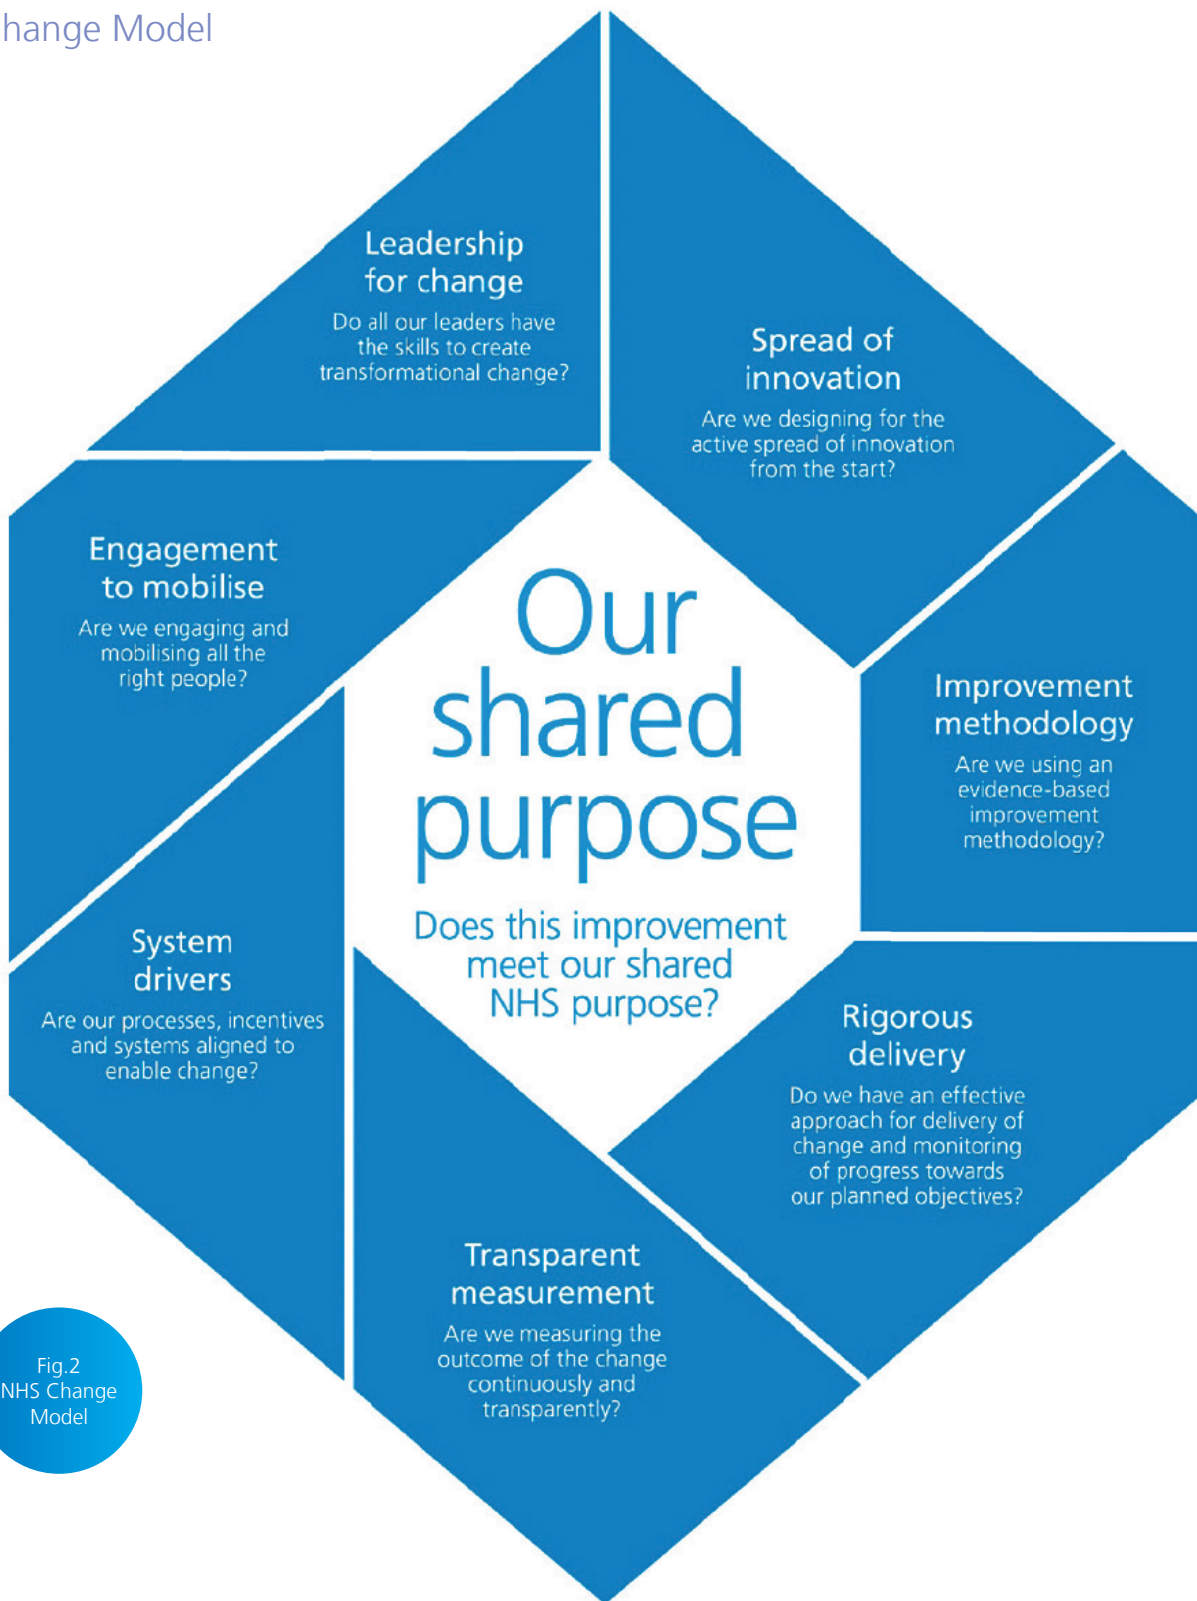 hange Model
Leadership
for change
Do all our leaders have
the skills to create
transformational change?
Spread of
innovation
Are we designing for the
active spread of innovation
from the start?
Engagement
to mobilise
Are we engaging and
mobilising all the
right people?
Our
shared
purpose
Does this improvement
meet our shared
NHS purpose?
Improvement
methodology
Are we using an
evidence-based
improvement
methodology?
System
drivers
Are our processes, incentives
and systems aligned to
enable change?
Rigorous
delivery
Do we have an effective
approach for delivery of
change and monitoring
of progress towards
our planned objectives?
Transparent
measurement
Are we measuring the
outcome of the change
continuously and
transparently?
Fig.2
NHS Change
Model